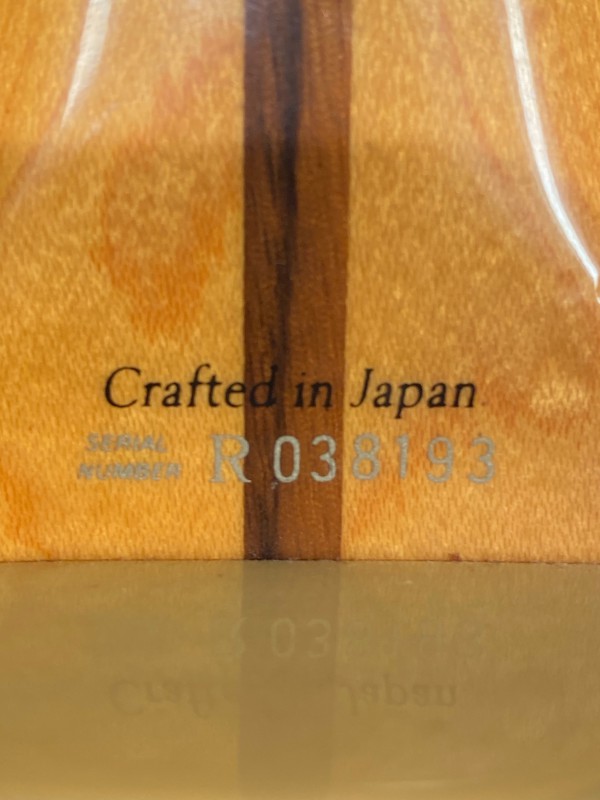 Crafted in Japan
SERIAL
NUMBER R 038193